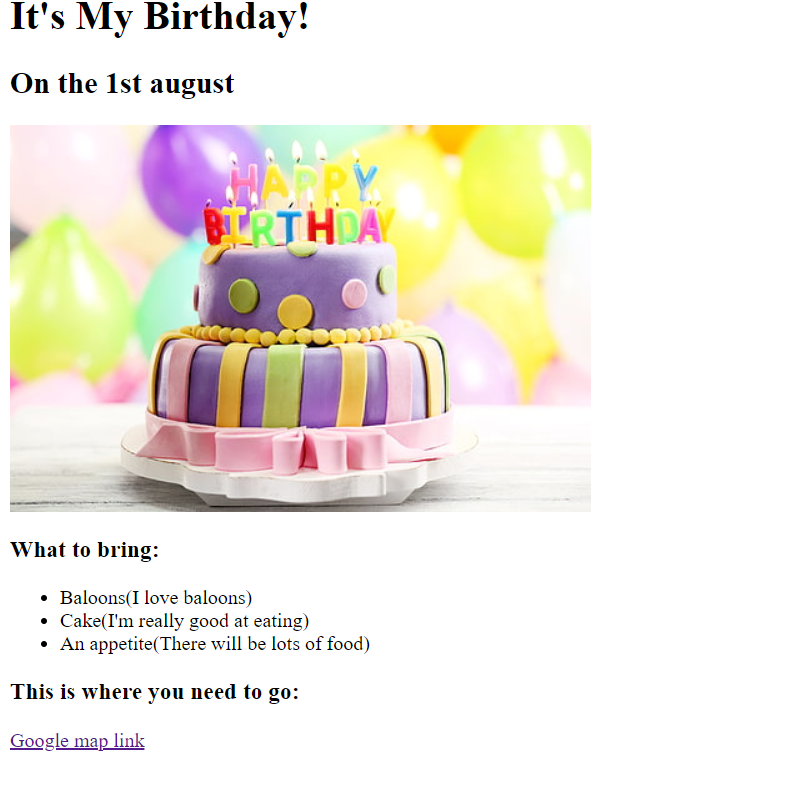 It's My Birthday!
On the 1st august
HAPPY
BIRTHDAY
What to bring:
Baloons(I love baloons)
Cake(I'm really good at eating)
An appetite(There will be lots of food)
This is where you need to go:
Google map link